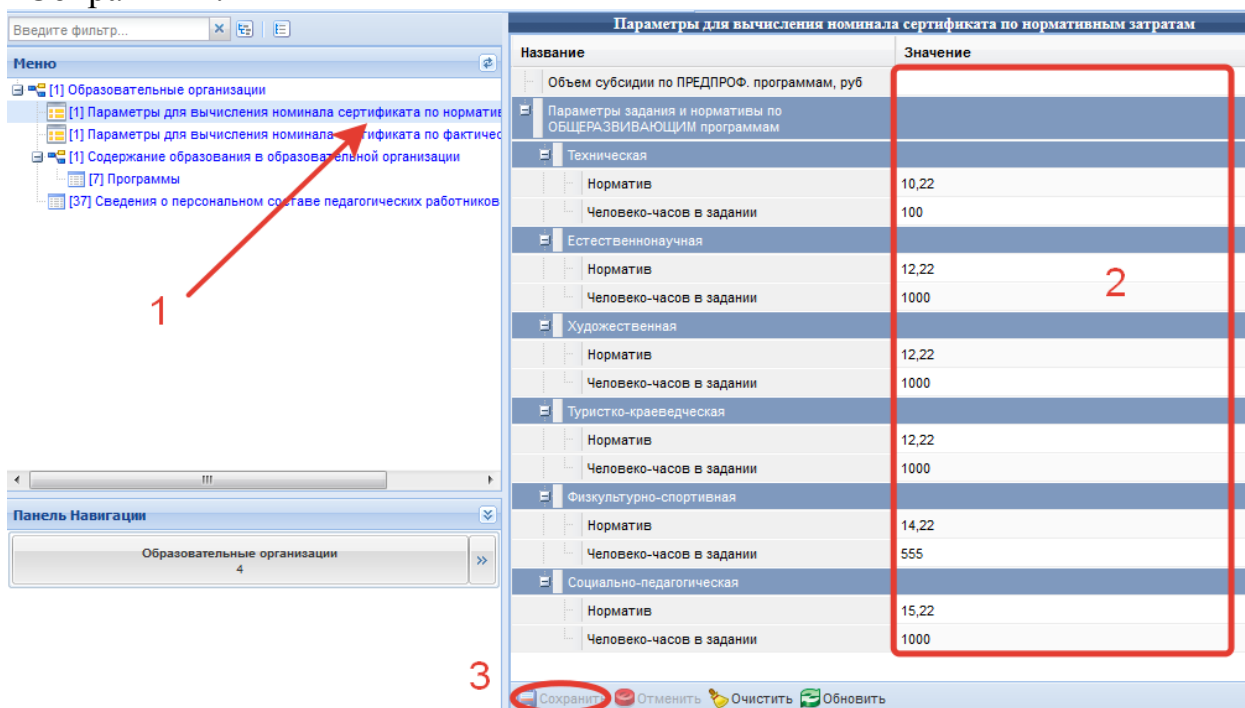 Введите фильтр...
Меню
[1] Образовательные организации
[1] Параметры для вычисления номинала сертификата по норматив
[1] Параметры для вычисления номинала сертификата по фактичес
[1] Содержание образования в образовательной организации
[7] Программы
[37] Сведения о персональном составе педагогических работников
1
Панель Навигации
Образовательные организации
4
»
3
Параметры для вычисления номинала сертификата по нормативным затратам
Название Значение
Объем субсидии по ПРЕДПРОФ. программам, руб
Параметры задания и нормативы по
ОБЩЕРАЗВИВАЮЩИМ программам
Техническая
Норматив 10,22
Человеко-часов в задании 100
Естественнонаучная
Норматив 12,22
Человеко-часов в задании 1000
2
Художественная
Норматив 12,22
Человеко-часов в задании 1000
Туристко-краеведческая
Норматив 12,22
Человеко-часов в задании 1000
Физкультурно-спортивная
Норматив 14,22
Человеко-часов в задании 555
Социально-педагогическая
Норматив 15,22
Человеко-часов в задании 1000
Сохранить Отменить Очистить Обновить